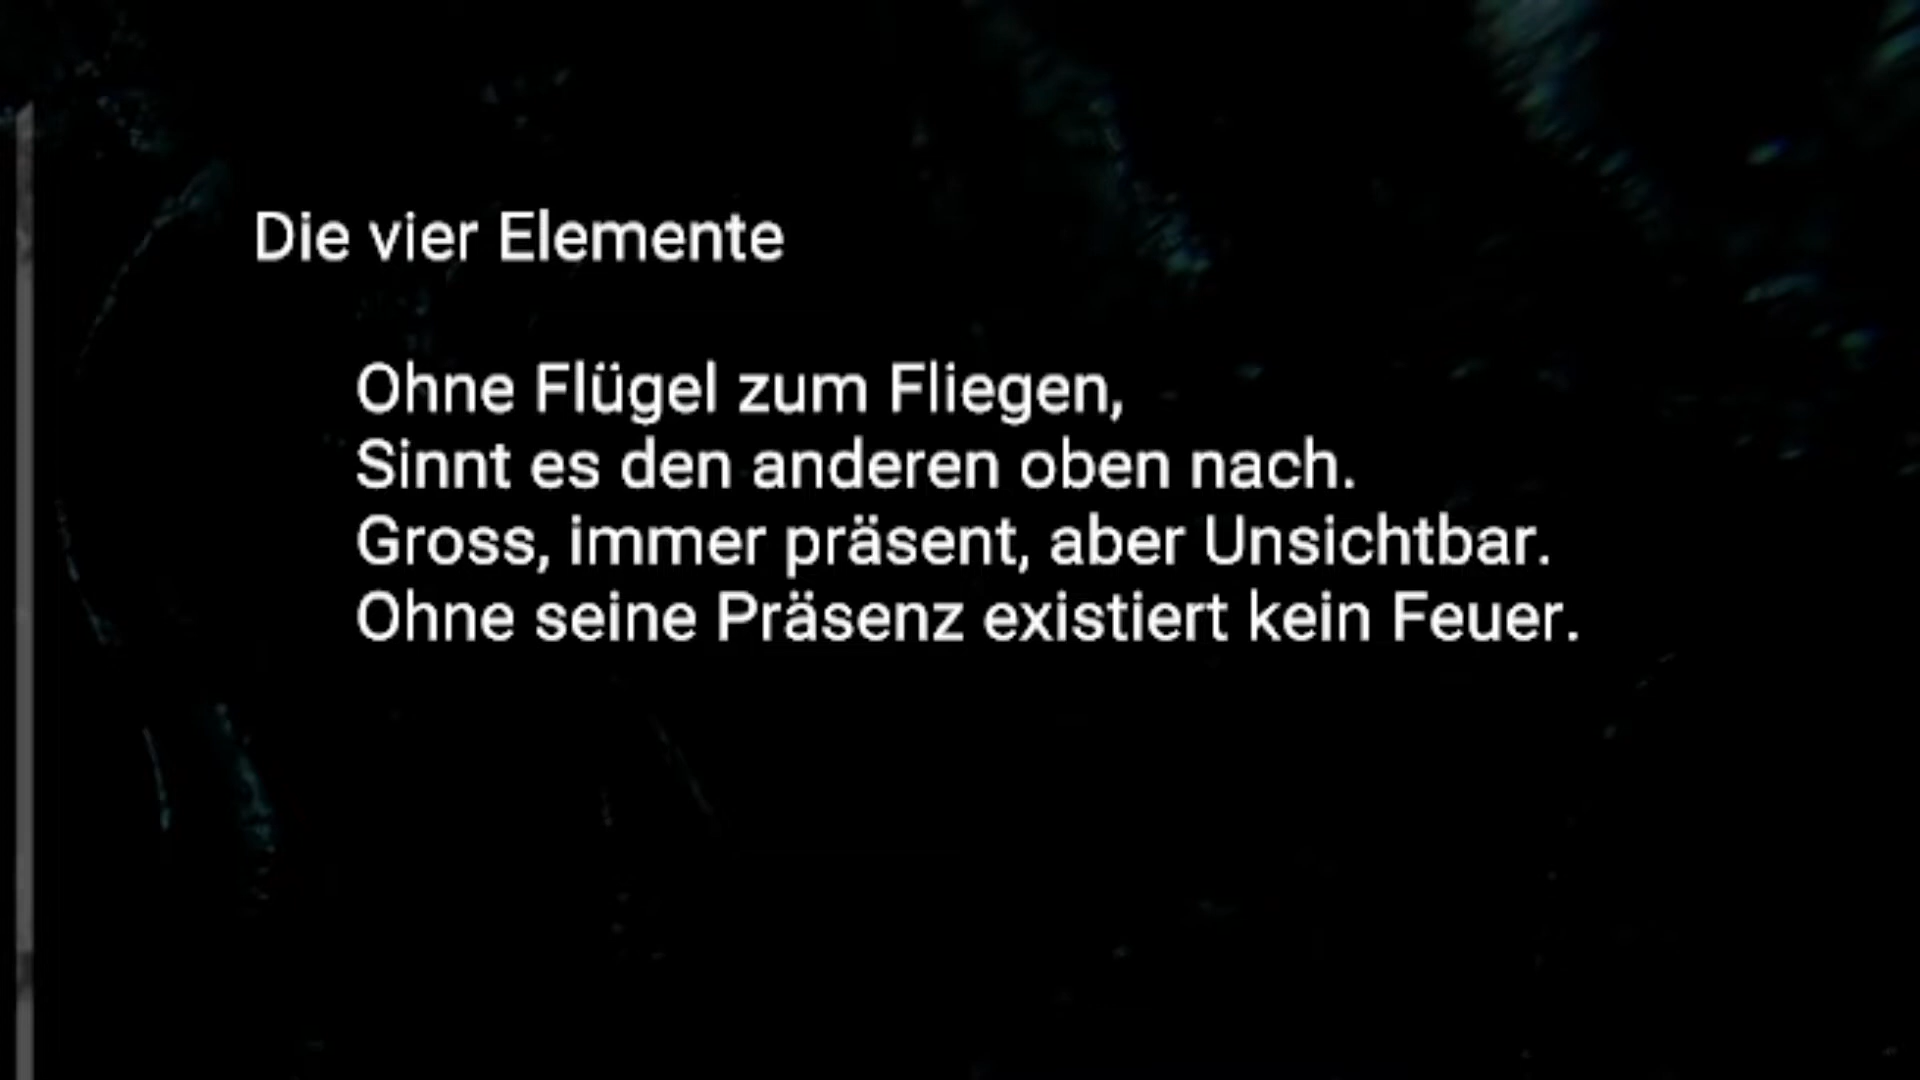 Die vier Elemente
Ohne Flügel zum Fliegen,
Sinnt es den anderen oben nach.
Gross, immer präsent, aber Unsichtbar.
Ohne seine Präsenz existiert kein Feuer.